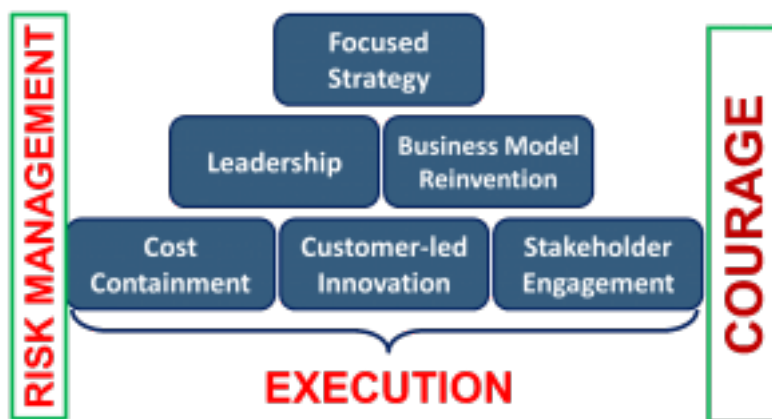 RISK MANAGEMENT
Focused
Strategy
Leadership
Business Model
Reinvention
Cost
Containment
Customer-led
Innovation
Stakeholder
Engagement
EXECUTION
COURAGE